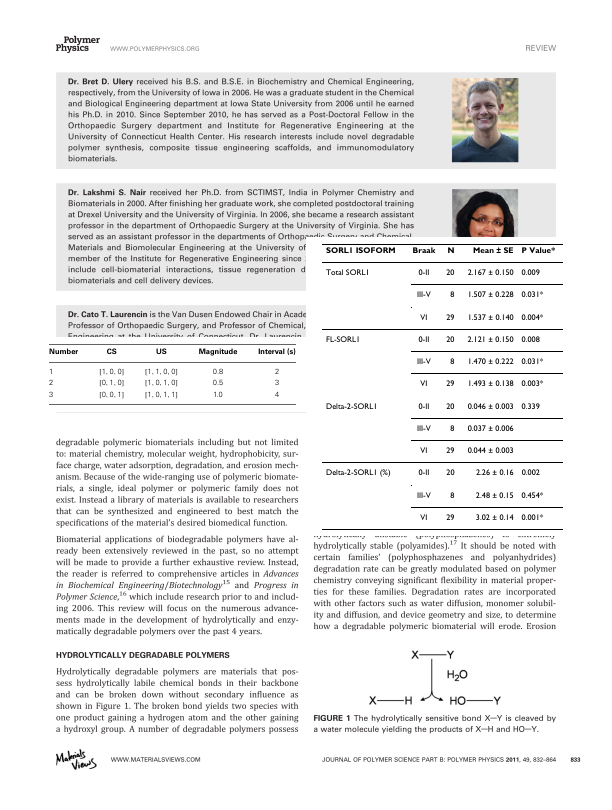 Polymer
Physics
WWW.POLYMERPHYSICS.ORG
REVIEW
Dr. Bret D. Ulery received his B.S. and B.S.E. in Biochemistry and Chemical Engineering,
respectively, from the University of Iowa in 2006. He was a graduate student in the Chemical
and Biological Engineering department at Iowa State University from 2006 until he earned
his Ph.D. in 2010. Since September 2010, he has served as a Post-Doctoral Fellow in the
Orthopaedic Surgery department and Institute for Regenerative Engineering at the
University of Connecticut Health Center. His research interests include novel degradable
polymer synthesis, composite tissue engineering scaffolds, and immunomodulatory
biomaterials.
Dr. Lakshmi S. Nair received her Ph.D. from SCTIMST, India in Polymer Chemistry and
Biomaterials in 2000. After finishing her graduate work, she completed postdoctoral training
at Drexel University and the University of Virginia. In 2006, she became a research assistant
professor in the department of Orthopaedic Surgery at the University of Virginia. She has
served as an assistant professor in the departments of Orthopaedic Surgery and Chemical,
Materials and Biomolecular Engineering at the University of
member of the Institute for Regenerative Engineering since
include cell-biomaterial interactions, tissue regeneration d
biomaterials and cell delivery devices.
Dr. Cato T. Laurencin is the Van Dusen Endowed Chair in Acade
Professor of Orthopaedic Surgery, and Professor of Chemical,
Engineering at the University of Connecticut. Dr. Laurencin
Number CS US Magnitude Interval (s)
1 [1, 0, 0] [1, 1, 0, 0] 0.8 2
2 [0, 1, 0] [1, 0, 1, 0] 0.5 3
3 [0, 0, 1] [1, 0, 1, 1] 1.0 4
SORL1 ISOFORM Braak N Mean ± SE P Value*
Total SORL1 0-II 20 2.167 ± 0.150 0.009
III-V 8 1.507 ± 0.228 0.031*
VI 29 1.537 ± 0.140 0.004*
FL-SORL1 0-II 20 2.121 ± 0.150 0.008
III-V 8 1.470 ± 0.222 0.031*
VI 29 1.493 ± 0.138 0.003*
Delta-2-SORL1 0-II 20 0.046 ± 0.003 0.339
III-V 8 0.037 ± 0.006
VI 29 0.044 ± 0.003
Delta-2-SORL1 (%) 0-II 20 2.26 ± 0.16 0.002
III-V 8 2.48 ± 0.15 0.454*
VI 29 3.02 ± 0.14 0.001*
degradable polymeric biomaterials including but not limited
to: material chemistry, molecular weight, hydrophobicity, sur-
face charge, water adsorption, degradation, and erosion mech-
anism. Because of the wide-ranging use of polymeric biomate-
rials, a single, ideal polymer or polymeric family does not
exist. Instead a library of materials is available to researchers
that can be synthesized and engineered to best match the
specifications of the material's desired biomedical function.
Biomaterial applications of biodegradable polymers have al-
ready been extensively reviewed in the past, so no attempt
will be made to provide a further exhaustive review. Instead,
the reader is referred to comprehensive articles in Advances
in Biochemical Engineering/Biotechnology15 and Progress in
Polymer Science,16 which include research prior to and includ-
ing 2006. This review will focus on the numerous advance-
ments made in the development of hydrolytically and enzy-
matically degradable polymers over the past 4 years.
HYDROLYTICALLY DEGRADABLE POLYMERS
Hydrolytically degradable polymers are materials that pos-
sess hydrolytically labile chemical bonds in their backbone
and can be broken down without secondary influence as
shown in Figure 1. The broken bond yields two species with
one product gaining a hydrogen atom and the other gaining
a hydroxyl group. A number of degradable polymers possess
hydrolytically unstable (polyphosphazenes) to extremely
hydrolytically stable (polyamides).17 It should be noted with
certain families' (polyphosphazenes and polyanhydrides)
degradation rate can be greatly modulated based on polymer
chemistry conveying significant flexibility in material proper-
ties for these families. Degradation rates are incorporated
with other factors such as water diffusion, monomer solubil-
ity and diffusion, and device geometry and size, to determine
how a degradable polymeric biomaterial will erode. Erosion
X—Y
H2O
X—H HO—Y
FIGURE 1 The hydrolytically sensitive bond X—Y is cleaved by
a water molecule yielding the products of X—H and HO—Y.
Materials
Views
WWW.MATERIALSVIEWS.COM
JOURNAL OF POLYMER SCIENCE PART B: POLYMER PHYSICS 2011, 49, 832–864 833